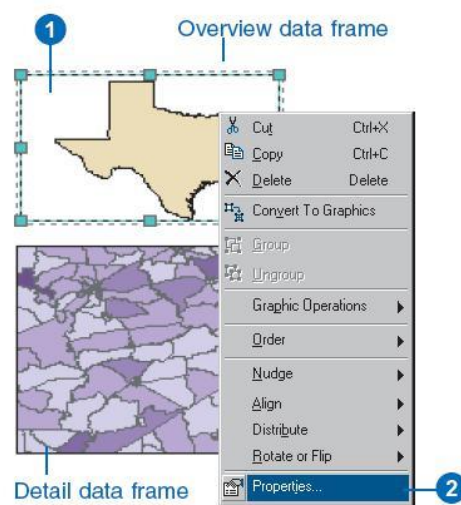 1
Overview data frame
Cut Ctrl+X
Copy Ctrl+C
Delete Delete
Convert To Graphics
Group
Ungroup
Graphic Operations
Order
Nudge
Align
Distribute
Rotate or Flip
Properties...
2
Detail data frame